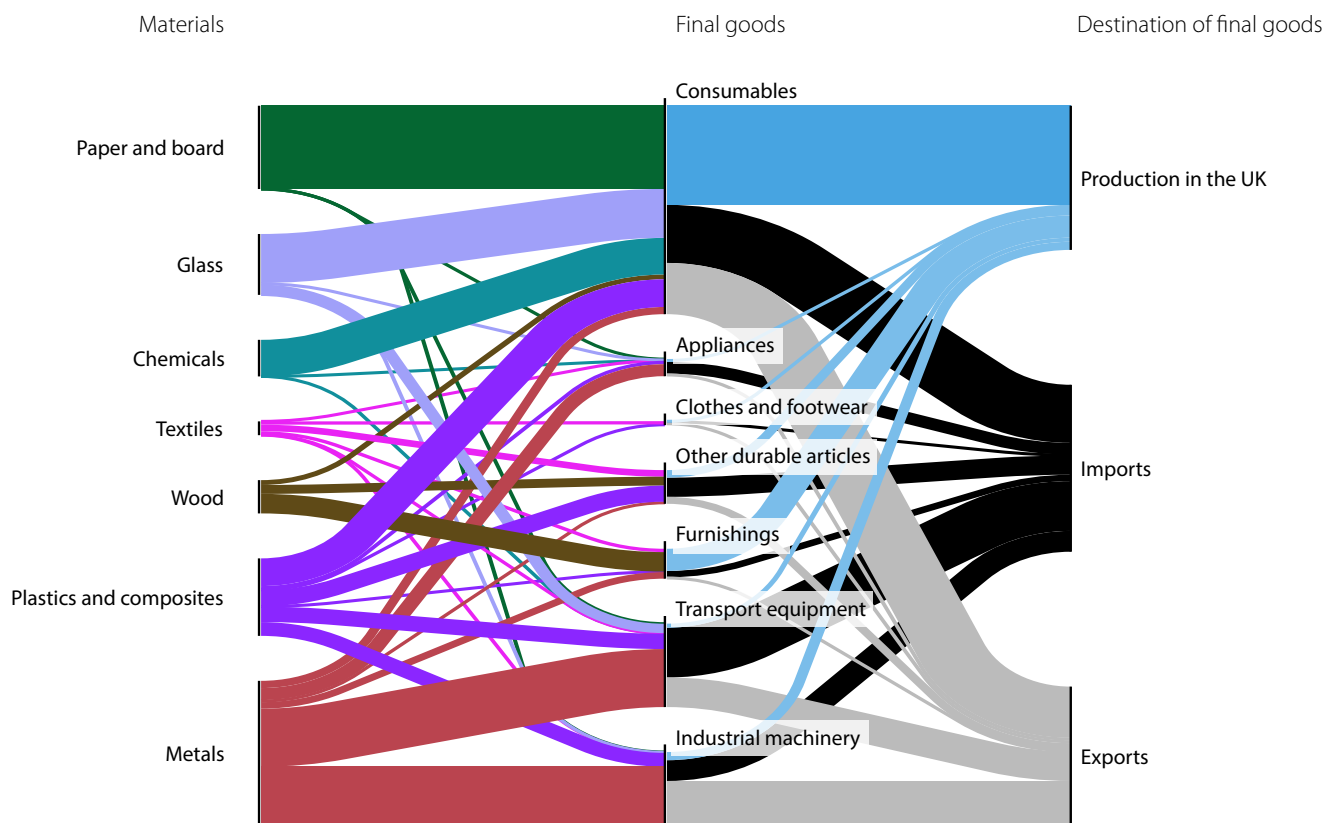 Materials
Final goods
Destination of final goods
Paper and board
Glass
Chemicals
Textiles
Wood
Plastics and composites
Metals
Consumables
Appliances
Clothes and footwear
Other durable articles
Furnishings
Transport equipment
Industrial machinery
Production in the UK
Imports
Exports